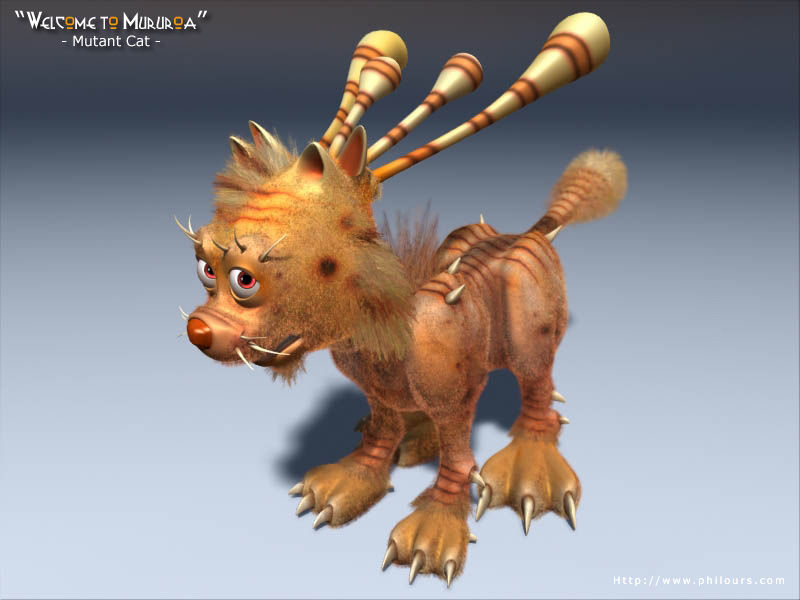 "Welcome to Mururoa"
- Mutant Cat -
Http://www.philours.com